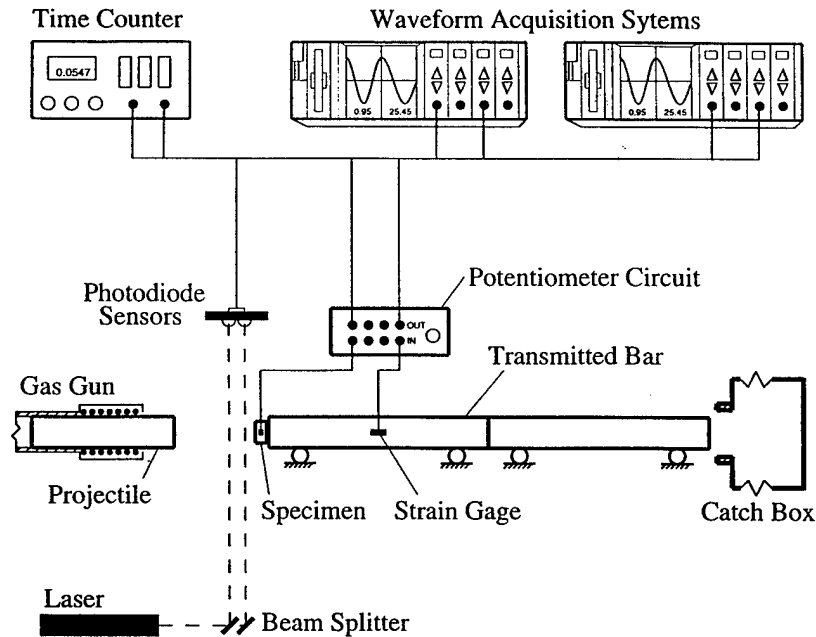 Time Counter
Waveform Acquisition Sytems
0.0547
0.95 25.45
0.95 25.45
Photodiode
Sensors
Potentiometer Circuit
OUT
IN
Transmitted Bar
Gas Gun
Projectile
Specimen
Strain Gage
Catch Box
Laser
Beam Splitter